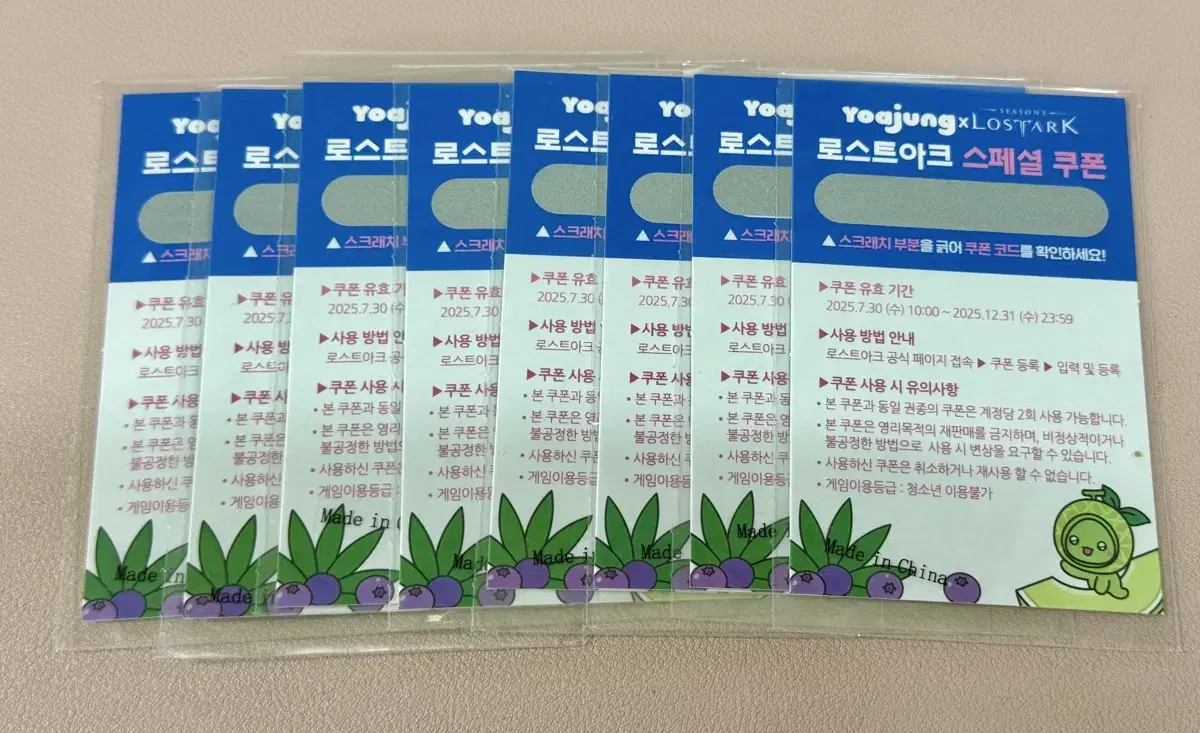 Yoajung x SEASON3 LOSTARK
로스트아크 스페셜 쿠폰
▲ 스크래치 부분을 긁어 쿠폰 코드를 확인하세요!
▶쿠폰 유효 기간
2025.7.30 (수) 10:00 ~ 2025.12.31 (수) 23:59
▶사용 방법 안내
로스트아크 공식 페이지 접속 ▶ 쿠폰 등록 ▶ 입력 및 등록
▶쿠폰 사용 시 유의사항
• 본 쿠폰과 동일 권종의 쿠폰은 계정당 2회 사용 가능합니다.
• 본 쿠폰은 영리목적의 재판매를 금지하며, 비정상적이거나
불공정한 방법으로 사용 시 변상을 요구할 수 있습니다.
• 사용하신 쿠폰은 취소하거나 재사용 할 수 없습니다.
• 게임이용등급 : 청소년 이용불가
Made in China